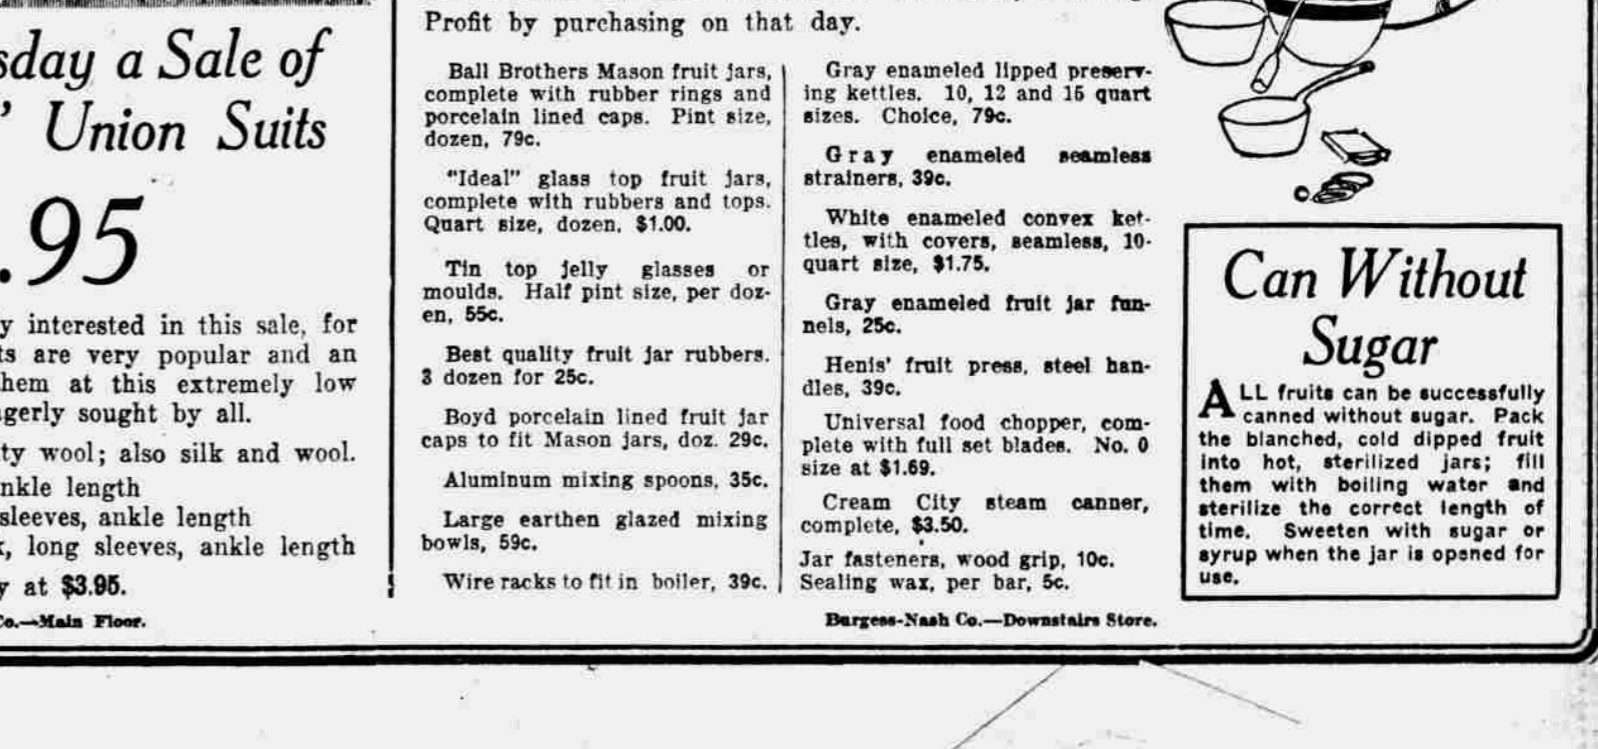 sday a Sale of
' Union Suits
.95
y interested in this sale, for
ts are very popular and an
hem at this extremely low
gerly sought by all.
ty wool; also silk and wool.
nkle length
sleeves, ankle length
, long sleeves, ankle length
y at $3.95.
Co.—Main Floor.
Profit by purchasing on that day.
Ball Brothers Mason fruit jars,
complete with rubber rings and
porcelain lined caps. Pint size,
dozen, 79c.
"Ideal" glass top fruit jars,
complete with rubbers and tops.
Quart size, dozen, $1.00.
Tin top jelly glasses or
moulds. Half pint size, per doz-
en, 55c.
Best quality fruit jar rubbers.
3 dozen for 25c.
Boyd porcelain lined fruit jar
caps to fit Mason jars, doz. 29c.
Aluminum mixing spoons, 35c.
Large earthen glazed mixing
bowls, 59c.
Wire racks to fit in boiler, 39c.
Gray enameled lipped preserv-
ing kettles. 10, 12 and 15 quart
sizes. Choice, 79c.
Gray enameled seamless
strainers, 39c.
White enameled convex ket-
tles, with covers, seamless, 10-
quart size, $1.75.
Gray enameled fruit jar fun-
nels, 25c.
Henis' fruit press, steel han-
dles, 39c.
Universal food chopper, com-
plete with full set blades. No. 0
size at $1.69.
Cream City steam canner,
complete, $3.50.
Jar fasteners, wood grip, 10c.
Sealing wax, per bar, 5c.
Burgess-Nash Co.—Downstairs Store.
Can Without
Sugar
ALL fruits can be successfully
canned without sugar. Pack
the blanched, cold dipped fruit
into hot, sterilized jars; fill
them with boiling water and
sterilize the correct length of
time. Sweeten with sugar or
syrup when the jar is opened for
use.